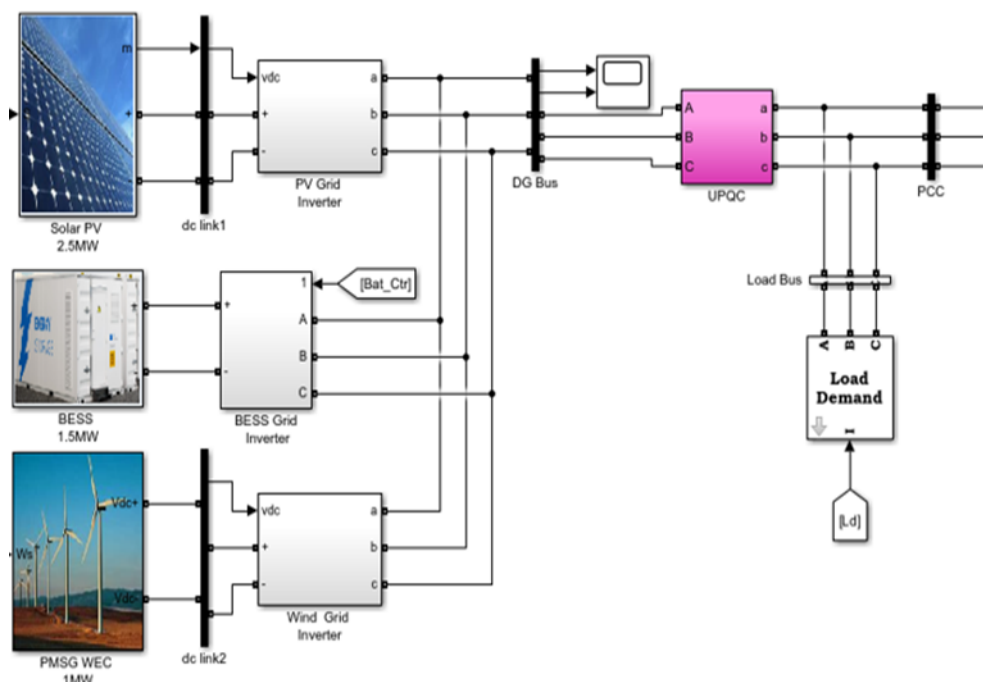 m
+
-
Solar PV
2.5MW
dc link1
vdc
+
-
a
b
c
PV Grid
Inverter
DG Bus
A
B
C
a
b
c
UPQC
PCC
Load Bus
A
B
C
Load
Demand
I
[Ld]
BESS
1.5MW
+
-
1
A
B
C
[Bat_Ctr]
BESS Grid
Inverter
Vdc+
Ws
Vdc-
PMSG WEC
1MW
dc link2
vdc
+
-
a
b
c
Wind Grid
Inverter